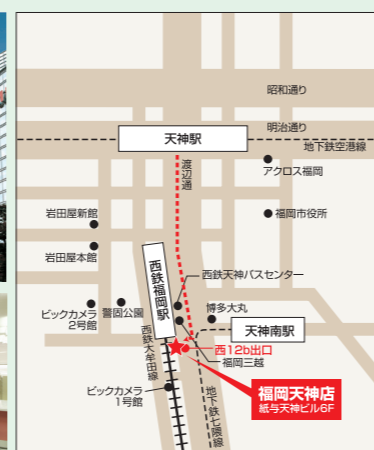 昭和通り
明治通り
天神駅
地下鉄空港線
渡辺通
アクロス福岡
岩田屋新館
福岡市役所
岩田屋本館
西鉄福岡駅
西鉄天神バスセンター
ビックカメラ
2号館
警固公園
博多大丸
天神南駅
西鉄大牟田線
西12b出口
福岡三越
ビックカメラ
1号館
地下鉄七隈線
福岡天神店
紙与天神ビル6F